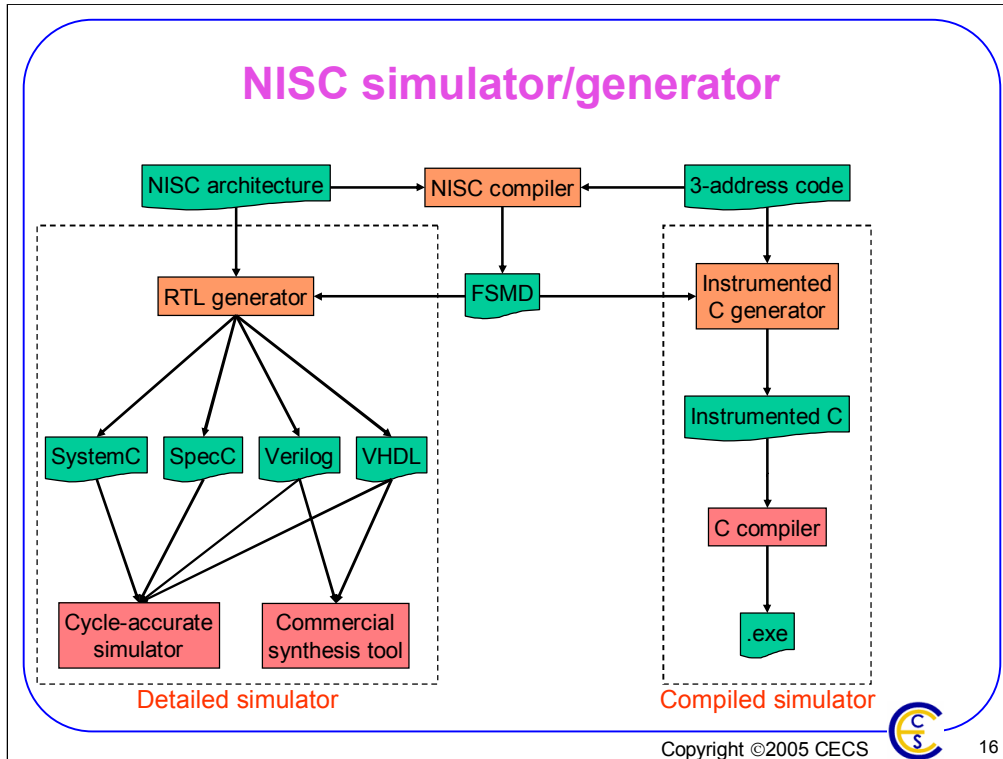 NISC simulator/generator
NISC architecture
NISC compiler
3-address code
RTL generator
FSMD
Instrumented
C generator
SystemC
SpecC
Verilog
VHDL
Instrumented C
C compiler
Cycle-accurate
simulator
Commercial
synthesis tool
.exe
Detailed simulator
Compiled simulator
Copyright ©2005 CECS
C
E
C
S
16